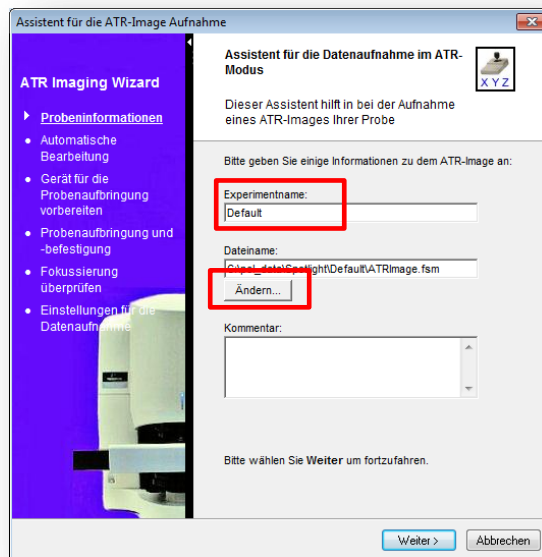 Assistent für die ATR-Image Aufnahme
ATR Imaging Wizard
Probeninformationen
Automatische
Bearbeitung
Gerät für die
Probenaufbringung
vorbereiten
Probenaufbringung und
-befestigung
Fokussierung
überprüfen
Einstellungen für die
Datenaufnahme
Assistent für die Datenaufnahme im ATR-
Modus
XYZ
Dieser Assistent hilft in bei der Aufnahme
eines ATR-Images Ihrer Probe
Bitte geben Sie einige Informationen zu dem ATR-Image an:
Experimentname:
Default
Dateiname:
C:\pel_data\Spotlight\Default\ATRImage.fsm
Ändern...
Kommentar:
Bitte wählen Sie Weiter um fortzufahren.
Weiter >
Abbrechen